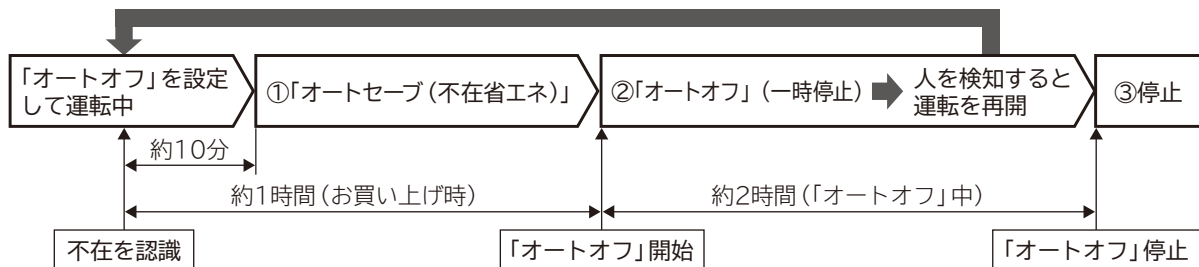 「オートオフ」を設定
して運転中
①「オートセーブ(不在省エネ)」
②「オートオフ」(一時停止)
人を検知すると
運転を再開
③停止
約10分
約1時間(お買い上げ時)
約2時間(「オートオフ」中)
不在を認識
「オートオフ」開始
「オートオフ」停止